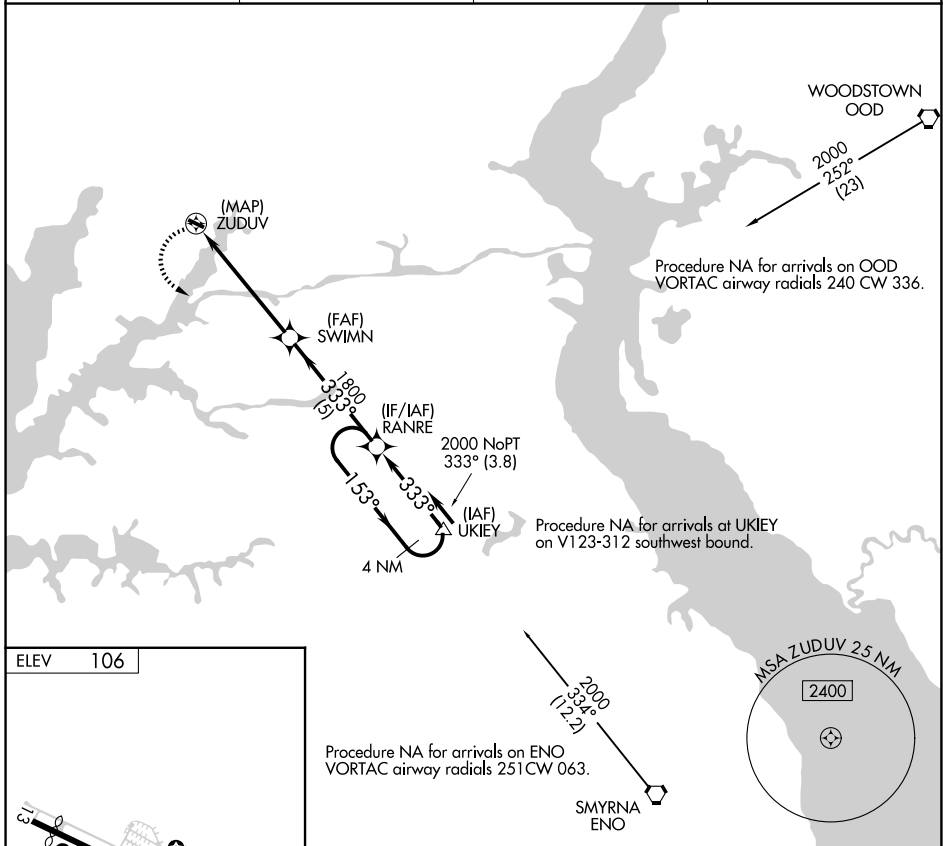 WOODSTOWN
OOD
2000
252°
(23)
(MAP)
ZUDUV
Procedure NA for arrivals on OOD
VORTAC airway radials 240 CW 336.
(FAF)
SWIMN
1800
333°
(5)
(IF/IAF)
RANRE
2000 NoPT
333° (3.8)
153°
333°
(IAF)
UKIEY
Procedure NA for arrivals at UKIEY
on V123-312 southwest bound.
4 NM
ELEV 106
MSA ZUDUV 25 NM
2400
2000
334°
(12.2)
Procedure NA for arrivals on ENO
VORTAC airway radials 251CW 063.
SMYRNA
ENO
13